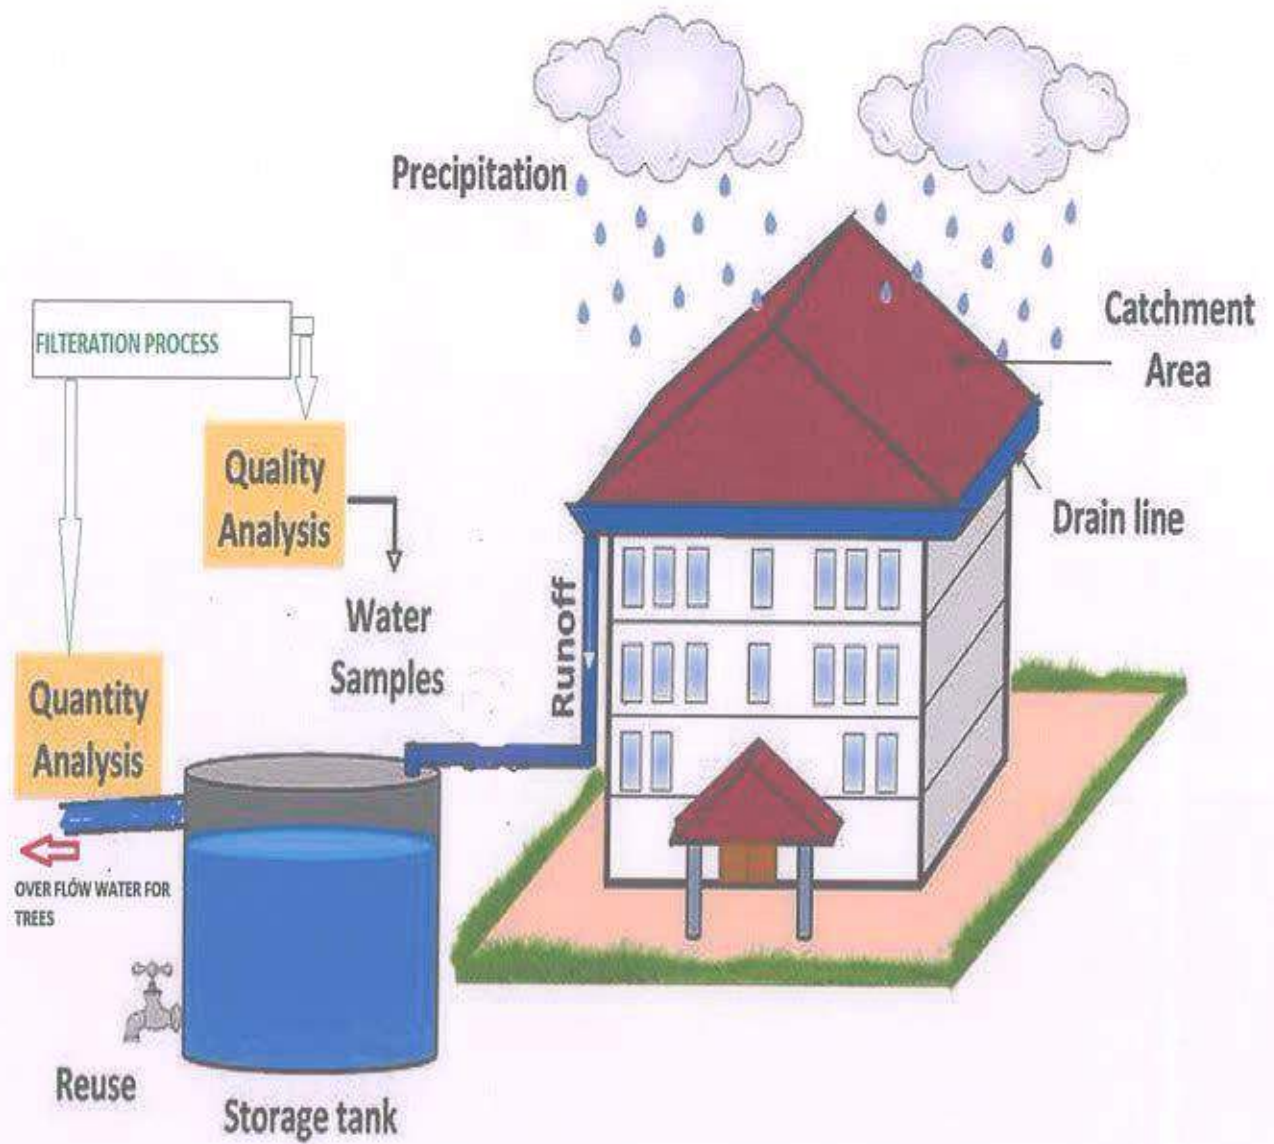 Precipitation
Catchment
Area
FILTERATION PROCESS
Quality
Analysis
Drain line
Water
Samples
Runoff
Quantity
Analysis
OVER FLOW WATER FOR
TREES
Reuse
Storage tank